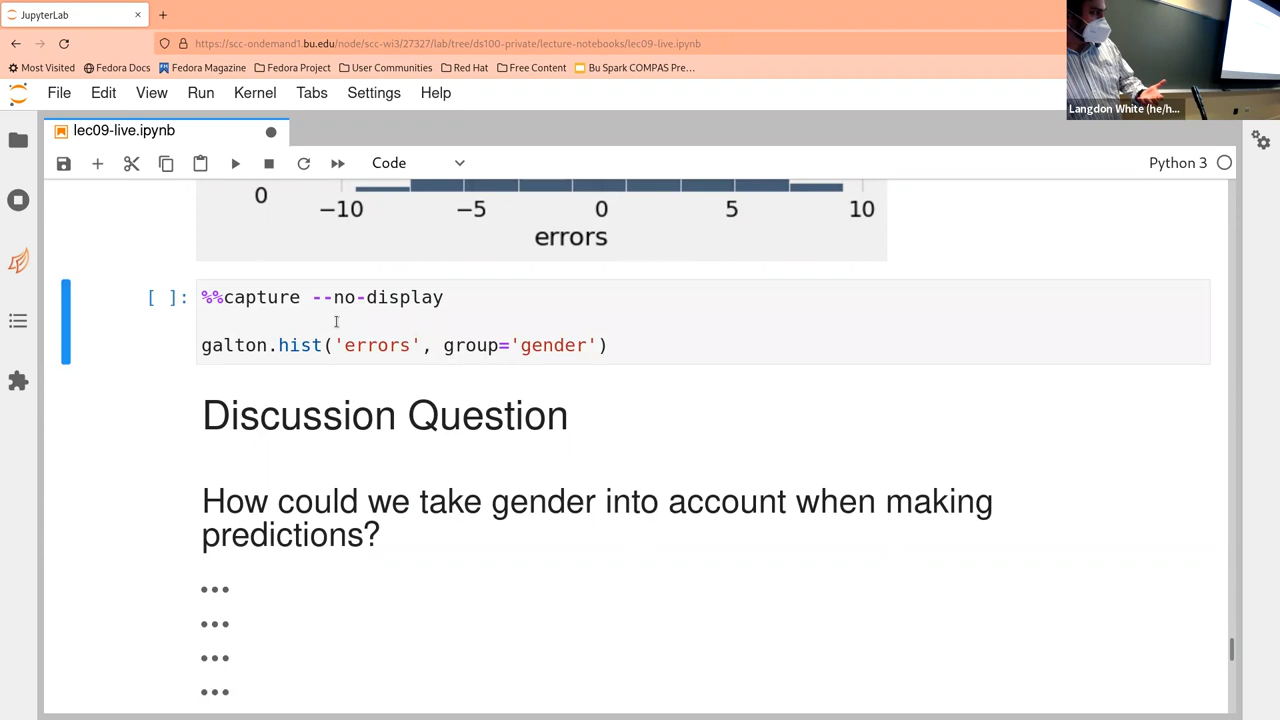 JupyterLab
https://scc-ondemand1.bu.edu/node/scc-wi3/27327/lab/tree/ds100-private/lecture-notebooks/lec09-live.ipynb
Most Visited Fedora Docs Fedora Magazine Fedora Project User Communities Red Hat Free Content Bu Spark COMPAS Pre...
Langdon White (he/h...
File Edit View Run Kernel Tabs Settings Help
lec09-live.ipynb
Code Python 3
0
−10 −5 0 5 10
errors
[ ]: %%capture --no-display
galton.hist('errors', group='gender')
Discussion Question
How could we take gender into account when making
predictions?
•••
•••
•••
•••